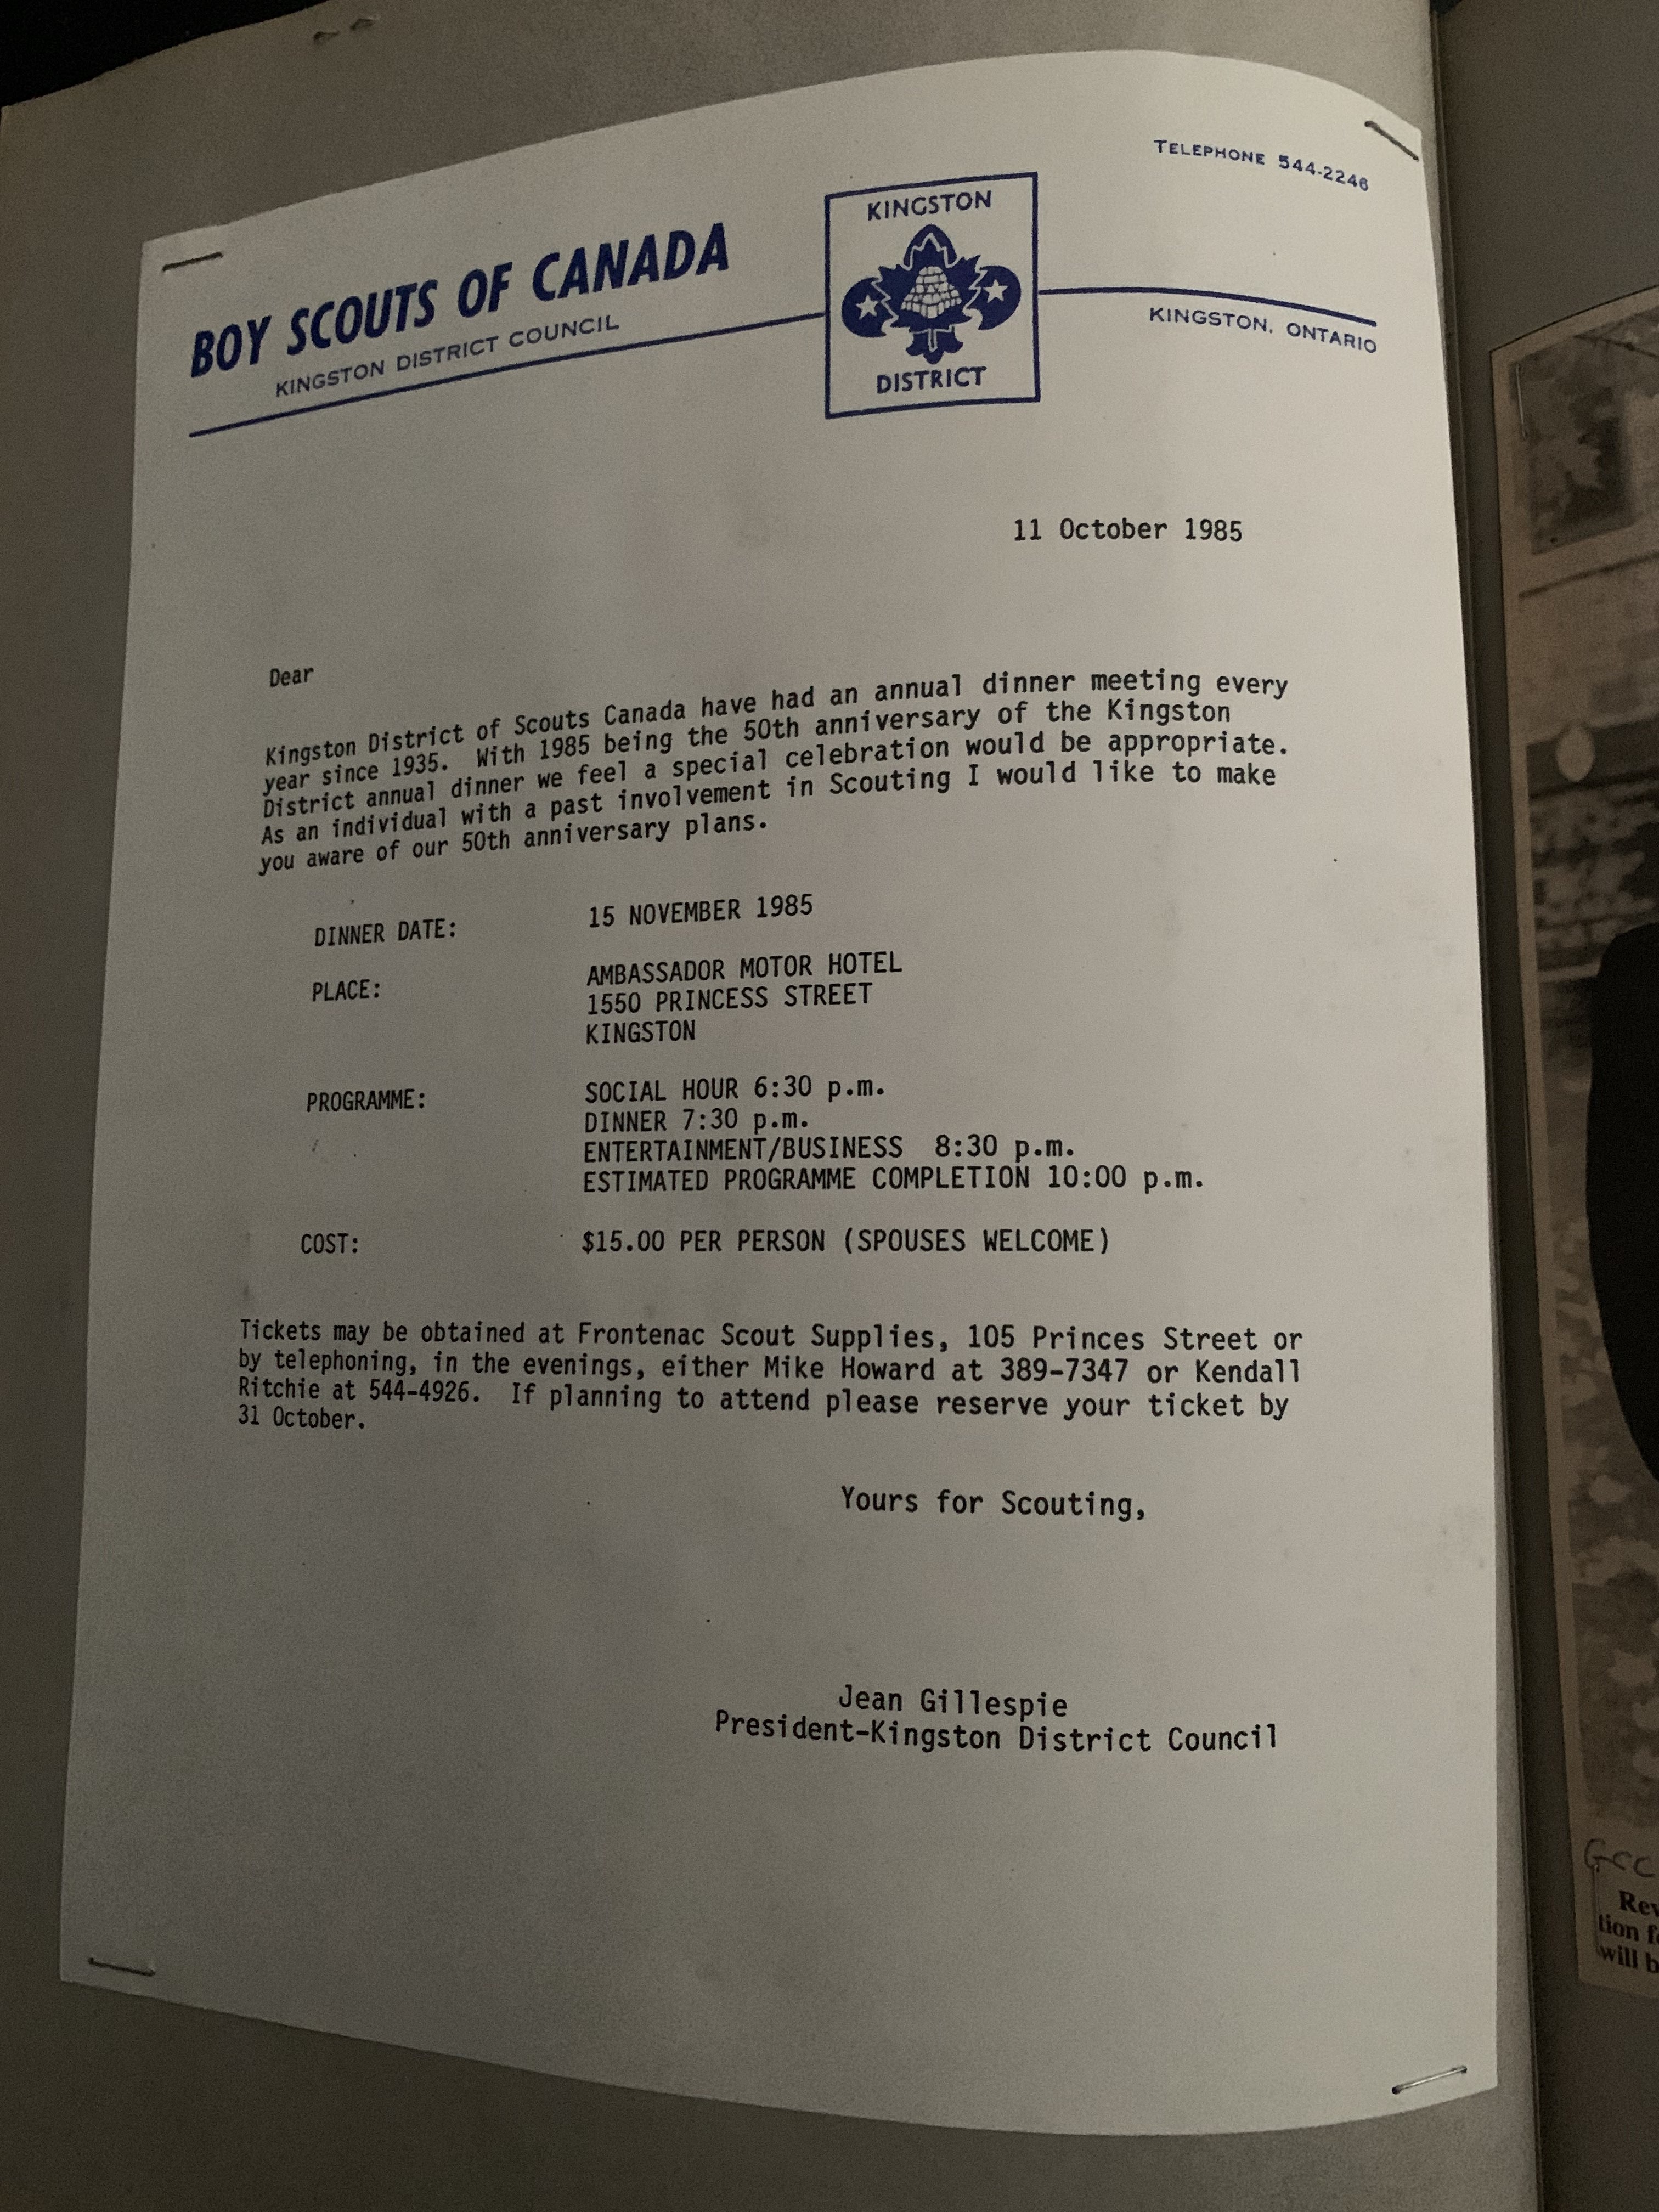 TELEPHONE 544-2246
BOY SCOUTS OF CANADA
KINGSTON DISTRICT COUNCIL
KINGSTON
DISTRICT
KINGSTON, ONTARIO
11 October 1985
Dear
Kingston District of Scouts Canada have had an annual dinner meeting every
year since 1935. With 1985 being the 50th anniversary of the Kingston
District annual dinner we feel a special celebration would be appropriate.
As an individual with a past involvement in Scouting I would like to make
you aware of our 50th anniversary plans.
DINNER DATE: 15 NOVEMBER 1985
PLACE: AMBASSADOR MOTOR HOTEL
1550 PRINCESS STREET
KINGSTON
PROGRAMME: SOCIAL HOUR 6:30 p.m.
DINNER 7:30 p.m.
ENTERTAINMENT/BUSINESS 8:30 p.m.
ESTIMATED PROGRAMME COMPLETION 10:00 p.m.
COST: $15.00 PER PERSON (SPOUSES WELCOME)
Tickets may be obtained at Frontenac Scout Supplies, 105 Princes Street or
by telephoning, in the evenings, either Mike Howard at 389-7347 or Kendall
Ritchie at 544-4926. If planning to attend please reserve your ticket by
31 October.
Yours for Scouting,
Jean Gillespie
President-Kingston District Council
Rev
tion f
will b